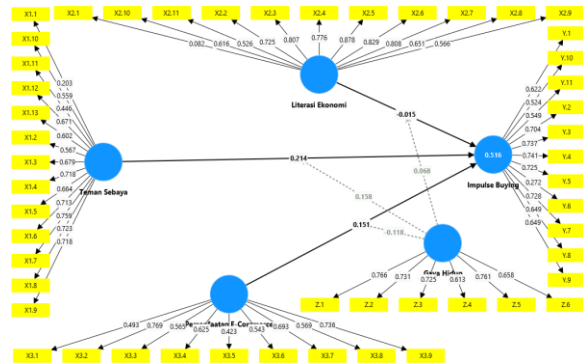 X1.1
X2.1
X2.10
X2.11
X2.2
X2.3
X2.4
X2.5
X2.6
X2.7
X2.8
X2.9
0.082
0.616
0.526
0.725
0.807
0.776
0.878
0.829
0.808
0.651
0.566
Literasi Ekonomi
X1.10
X1.11
X1.12
X1.13
X1.2
X1.3
X1.4
X1.5
X1.6
X1.7
X1.8
X1.9
0.203
0.559
0.446
0.671
0.602
0.567
0.679
0.718
0.664
0.713
0.759
0.723
0.718
Teman Sebaya
-0.015
0.214
0.151
0.068
0.158
0.118
0.516
Impulse Buying
Y.1
Y.10
Y.11
Y.2
Y.3
Y.4
Y.5
Y.6
Y.7
Y.8
Y.9
0.622
0.524
0.549
0.704
0.737
0.741
0.725
0.272
0.728
0.649
0.649
Gaya Hidup
0.766
0.731
0.725
0.613
0.761
0.658
Z.1
Z.2
Z.3
Z.4
Z.5
Z.6
E-Commerce
0.493
0.769
0.565
0.625
0.423
0.543
0.693
0.569
0.736
X3.1
X3.2
X3.3
X3.4
X3.5
X3.6
X3.7
X3.8
X3.9